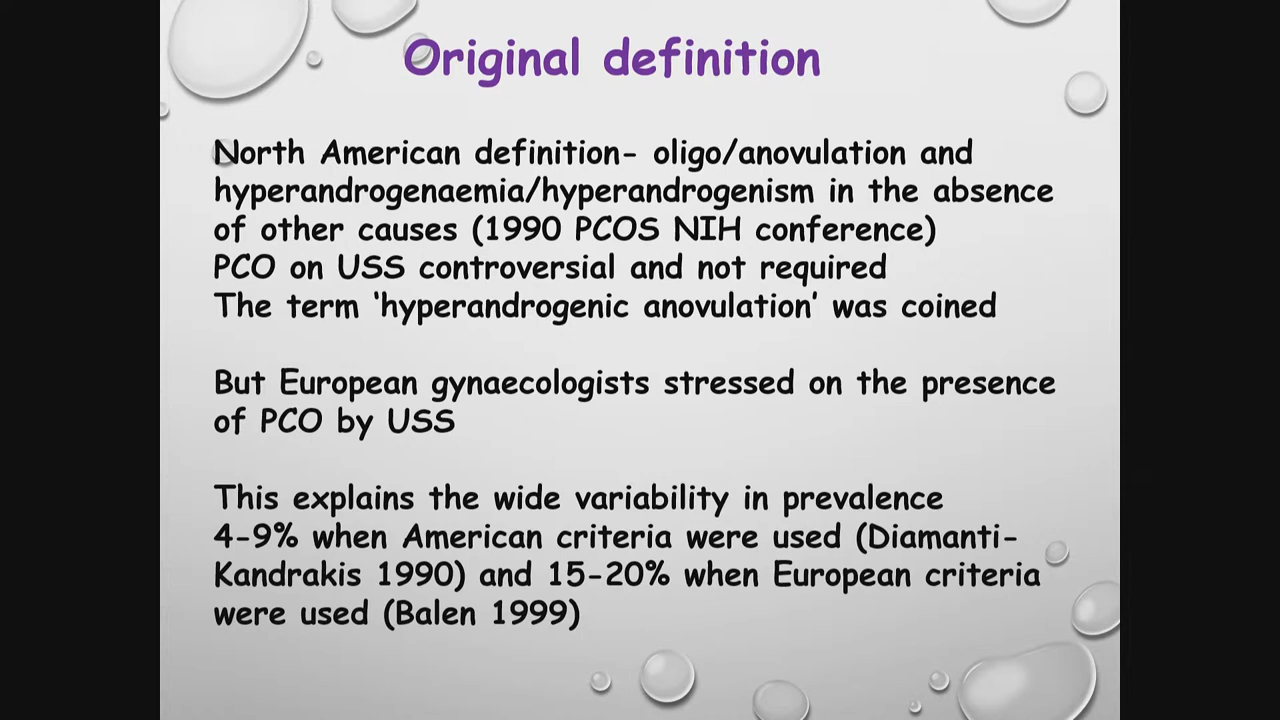 Original definition
North American definition- oligo/anovulation and
hyperandrogenaemia/hyperandrogenism in the absence
of other causes (1990 PCOS NIH conference)
PCO on USS controversial and not required
The term ‘hyperandrogenic anovulation’ was coined
But European gynaecologists stressed on the presence
of PCO by USS
This explains the wide variability in prevalence
4-9% when American criteria were used (Diamanti-
Kandrakis 1990) and 15-20% when European criteria
were used (Balen 1999)